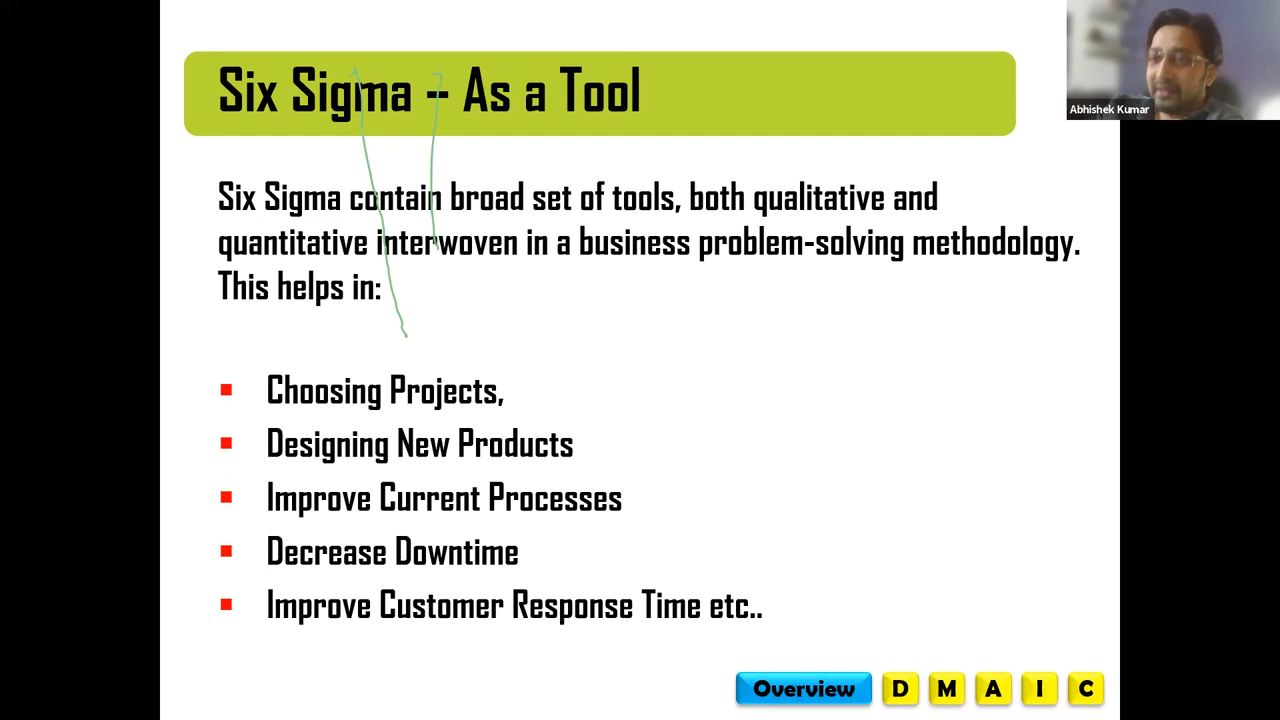 Six Sigma – As a Tool
Abhishek Kumar
Six Sigma contain broad set of tools, both qualitative and
quantitative interwoven in a business problem-solving methodology.
This helps in:
Choosing Projects,
Designing New Products
Improve Current Processes
Decrease Downtime
Improve Customer Response Time etc..
Overview D M A I C